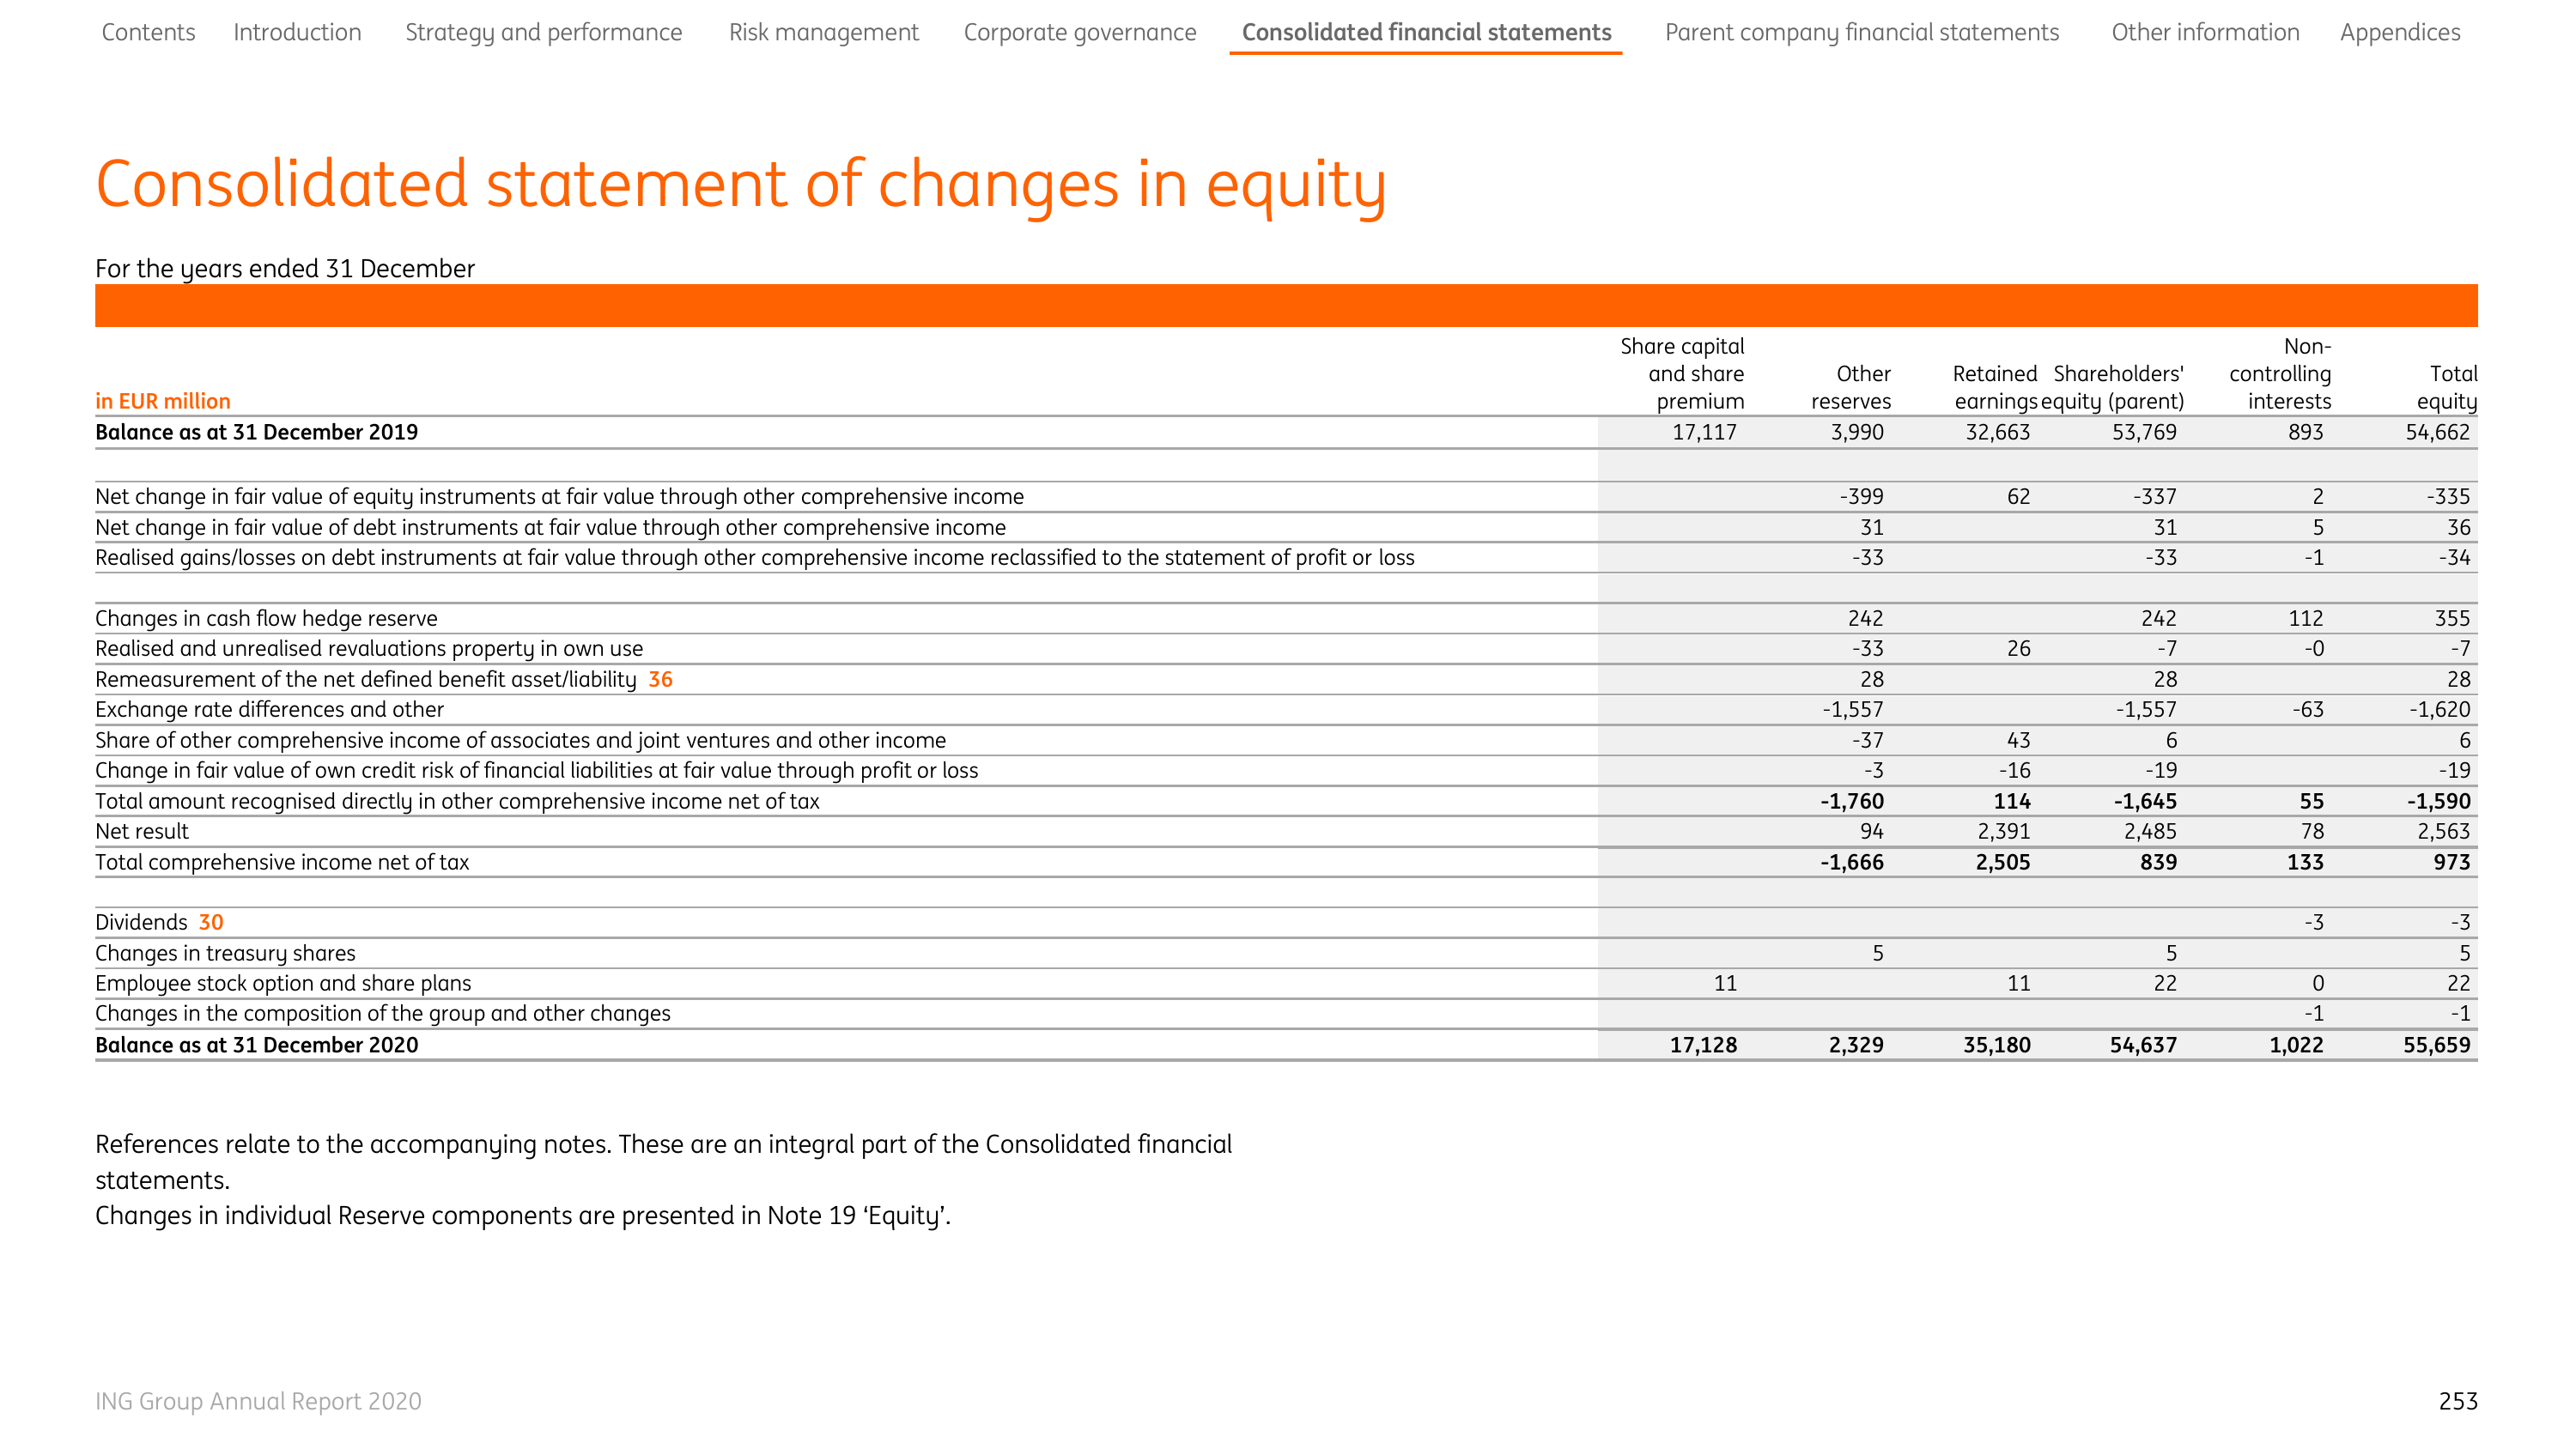 Contents Introduction Strategy and performance Risk management Corporate governance Consolidated financial statements Parent company financial statements Other information Appendices
Consolidated statement of changes in equity
For the years ended 31 December
Share capital Non-
and share Other Retained Shareholders' controlling Total
in EUR million premium reserves earnings equity (parent) interests equity
Balance as at 31 December 2019 17,117 3,990 32,663 53,769 893 54,662
Net change in fair value of equity instruments at fair value through other comprehensive income -399 62 -337 2 -335
Net change in fair value of debt instruments at fair value through other comprehensive income 31 31 5 36
Realised gains/losses on debt instruments at fair value through other comprehensive income reclassified to the statement of profit or loss -33 -33 -1 -34
Changes in cash flow hedge reserve 242 242 112 355
Realised and unrealised revaluations property in own use -33 26 -7 -0 -7
Remeasurement of the net defined benefit asset/liability 36 28 28 28
Exchange rate differences and other -1,557 -1,557 -63 -1,620
Share of other comprehensive income of associates and joint ventures and other income -37 43 6 6
Change in fair value of own credit risk of financial liabilities at fair value through profit or loss -3 -16 -19 -19
Total amount recognised directly in other comprehensive income net of tax -1,760 114 -1,645 55 -1,590
Net result 94 2,391 2,485 78 2,563
Total comprehensive income net of tax -1,666 2,505 839 133 973
Dividends 30 -3 -3
Changes in treasury shares 5 5 5
Employee stock option and share plans 11 11 22 0 22
Changes in the composition of the group and other changes -1 -1
Balance as at 31 December 2020 17,128 2,329 35,180 54,637 1,022 55,659
References relate to the accompanying notes. These are an integral part of the Consolidated financial
statements.
Changes in individual Reserve components are presented in Note 19 ‘Equity’.
ING Group Annual Report 2020 253